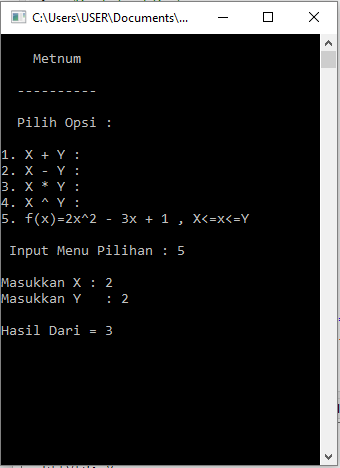 C:\Users\USER\Documents\...
Metnum
----------
Pilih Opsi :
1. X + Y :
2. X - Y :
3. X * Y :
4. X ^ Y :
5. f(x)=2x^2 - 3x + 1 , X<=x<=Y
Input Menu Pilihan : 5
Masukkan X : 2
Masukkan Y   : 2
Hasil Dari = 3